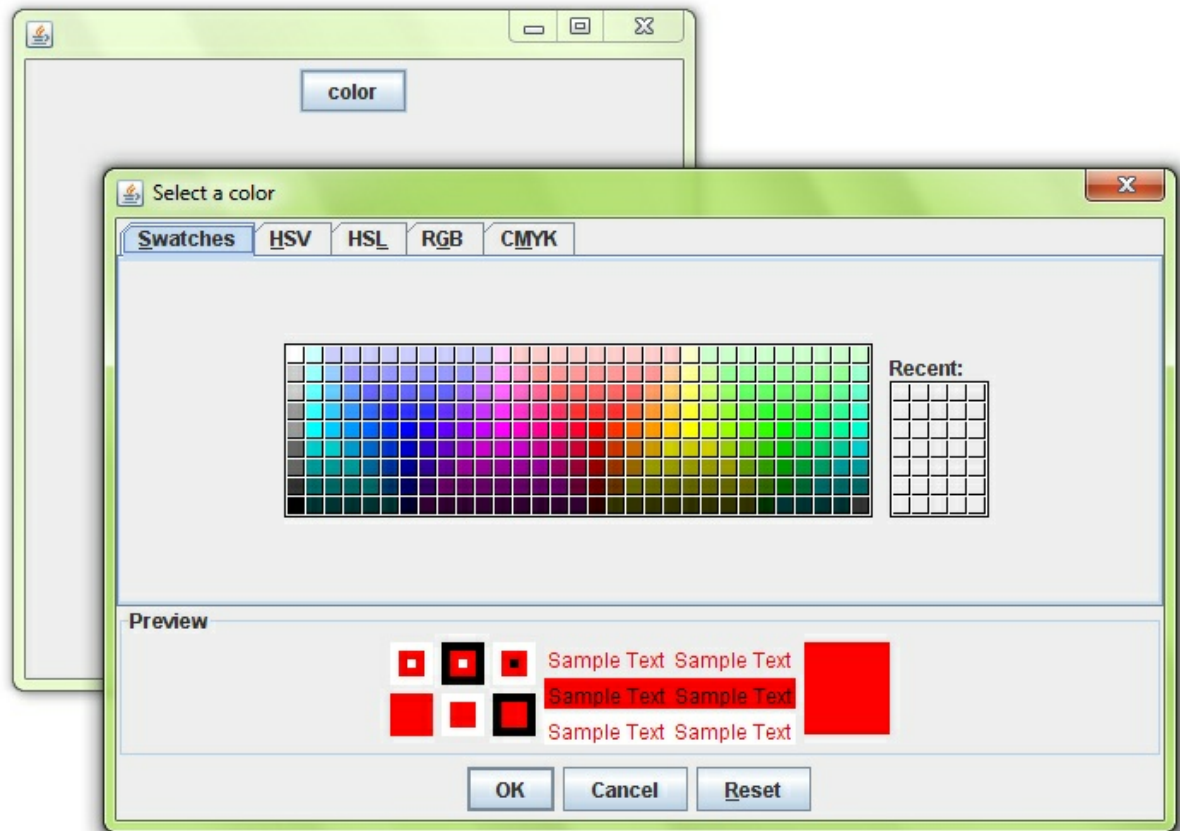 color
Select a color
Swatches HSV HSL RGB CMYK
Recent:
Preview
Sample Text Sample Text
Sample Text Sample Text
Sample Text Sample Text
OK Cancel Reset